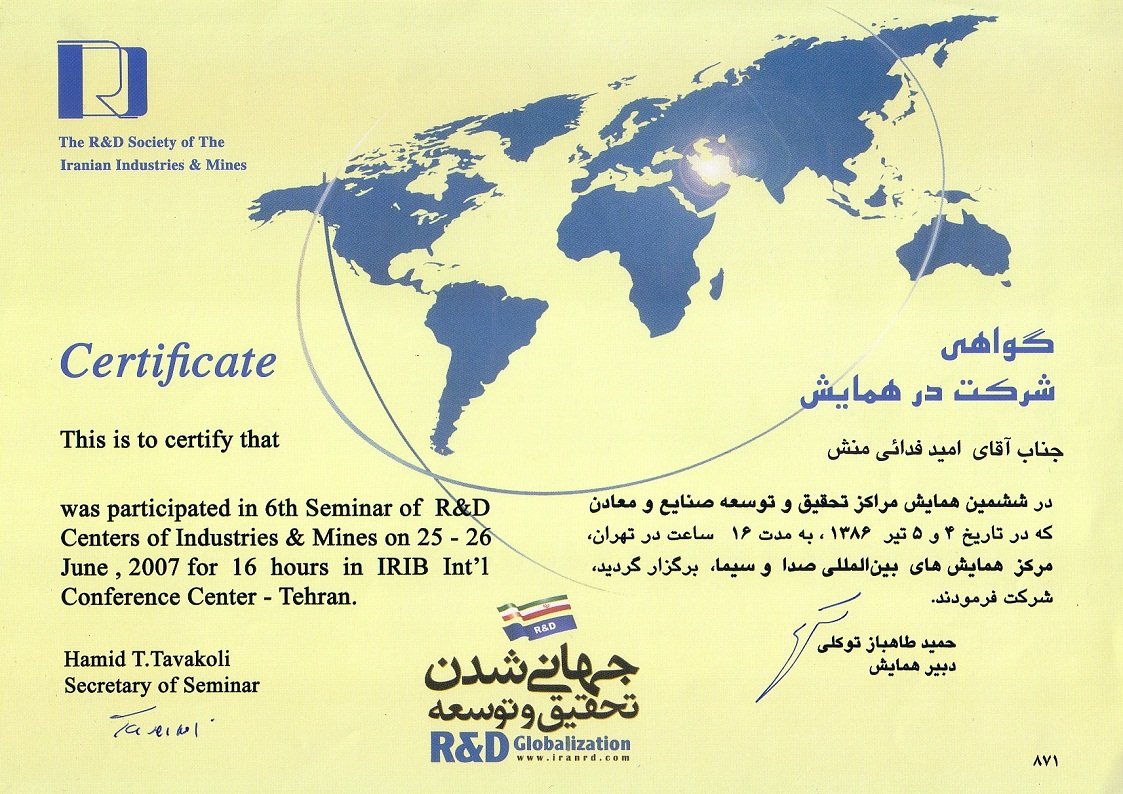 The R&D Society of The
Iranian Industries & Mines
Certificate
This is to certify that
was participated in 6th Seminar of R&D
Centers of Industries & Mines on 25 - 26
June , 2007 for 16 hours in IRIB Int'l
Conference Center - Tehran.
Hamid T.Tavakoli
Secretary of Seminar
گواهی
شرکت در همایش
جناب آقای امید فدائی منش
در ششمین همایش مراکز تحقیق و توسعه صنایع و معادن
که در تاریخ ۴ و ۵ تیر ۱۳۸۶ ، به مدت ۱۶ ساعت در تهران،
مرکز همایش های بین‌المللی صدا و سیما، برگزار گردید،
شرکت فرمودند.
حمید طاهباز توکلی
دبیر همایش
R&D
جهانی شدن
تحقیق و توسعه
R&D Globalization
www.iranrd.com
۸۷۱